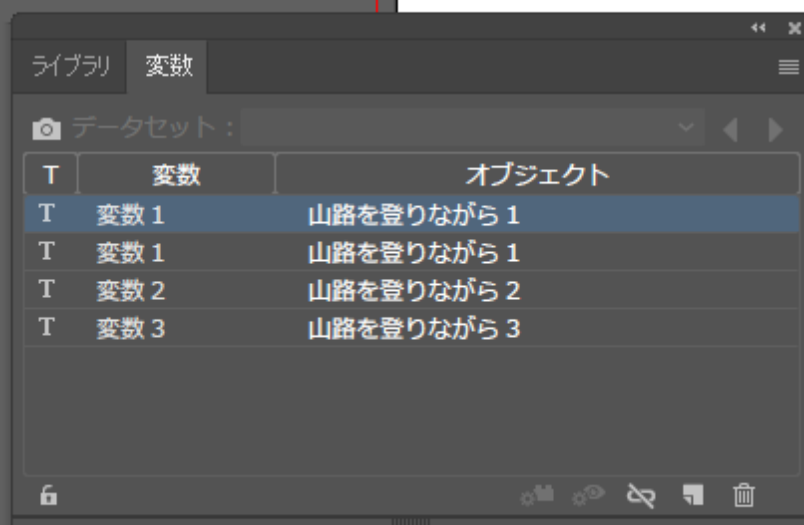 ライブラリ 変数
データセット：
T 変数 オブジェクト
T 変数 1 山路を登りながら 1
T 変数 1 山路を登りながら 1
T 変数 2 山路を登りながら 2
T 変数 3 山路を登りながら 3